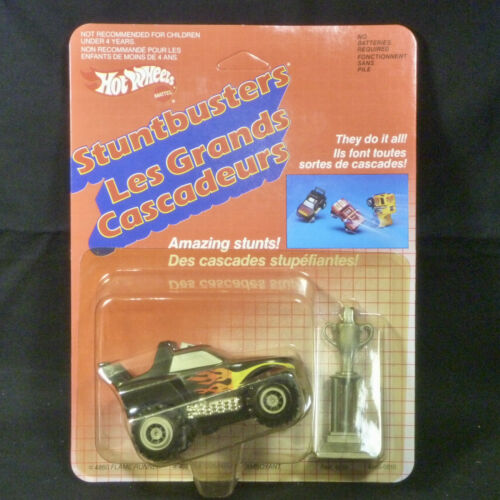 NOT RECOMMENDED FOR CHILDREN
UNDER 4 YEARS.
NON RECOMMANDÉ POUR LES
ENFANTS DE MOINS DE 4 ANS.
NO
BATTERIES
REQUIRED
FONCTIONNENT
SANS
PILE
HOT WHEELS
MATTEL
Stuntbusters
Les Grands
Cascadeurs
They do it all!
Ils font toutes
sortes de cascades!
Amazing stunts!
Des cascades stupéfiantes!